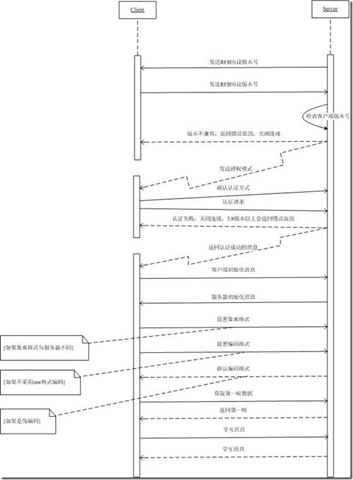 Client
Server
发送RFB协议版本号
发送RFB协议版本号
检查客户端版本号
版本不兼容，返回错误原因，关闭连接
发送授权模式
确认认证方式
认证请求
认证失败，关闭连接，3.8版本以上会返回错误原因
返回认证成功的消息
客户端初始化消息
服务器初始化消息
设置象素格式
[如果象素格式与服务器不同]
设置编码格式
[如果不采用raw格式编码]
确认编码格式
请取第一帧数据
[如果是伪编码]
返回第一帧
交互消息
交互消息